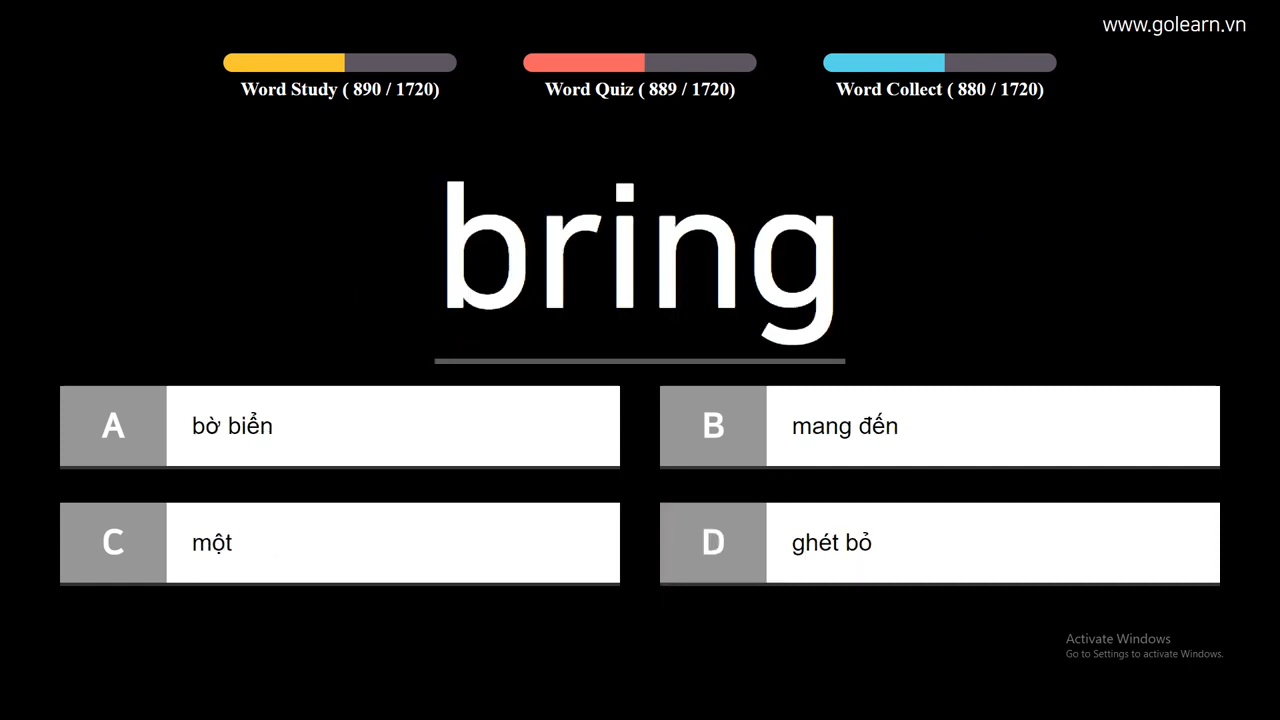 www.golearn.vn
Word Study ( 890 / 1720)
Word Quiz ( 889 / 1720)
Word Collect ( 880 / 1720)
bring
A bờ biển
B mang đến
C một
D ghét bỏ
Activate Windows
Go to Settings to activate Windows.